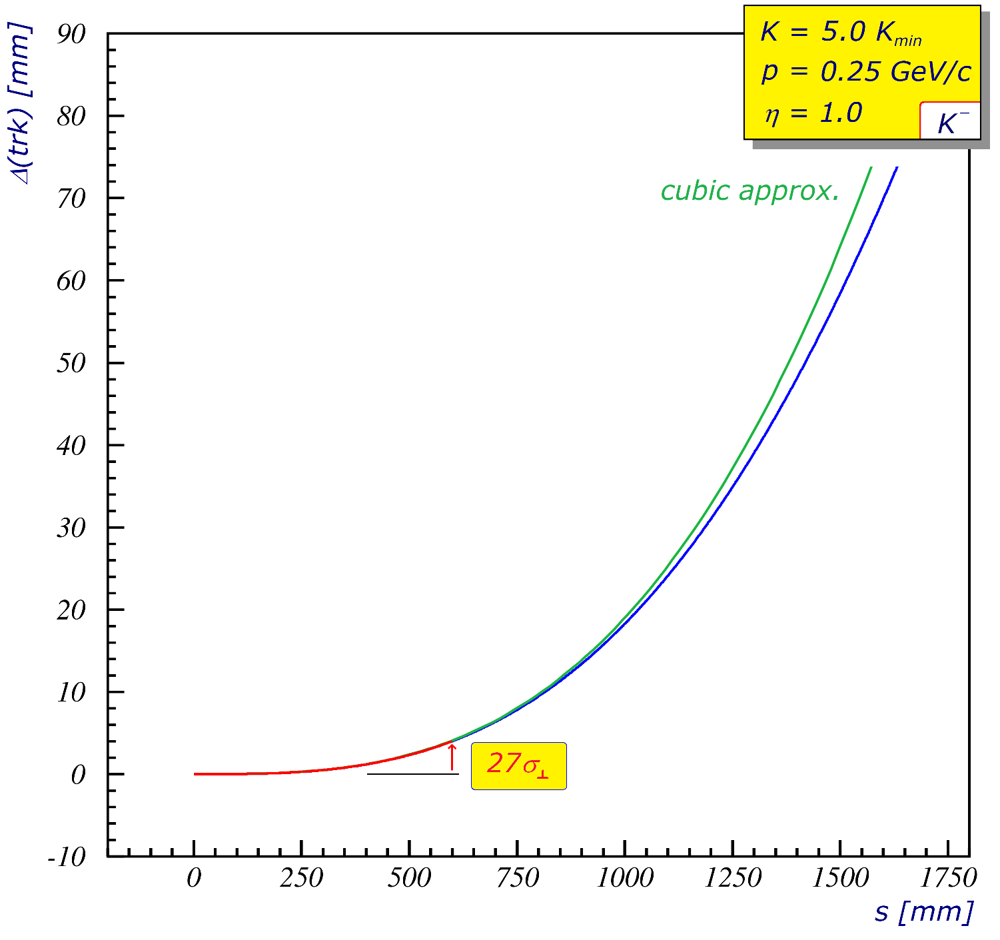 Δ(trk) [mm]
90
80
70
60
50
40
30
20
10
0
-10
K = 5.0 Kmin
p = 0.25 GeV/c
η = 1.0
K⁻
cubic approx.
27σ⊥
0 250 500 750 1000 1250 1500 1750
s [mm]